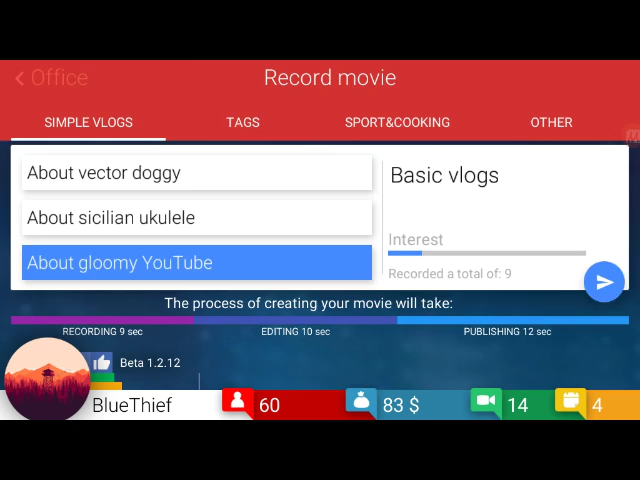 Office
Record movie
SIMPLE VLOGS
TAGS
SPORT&COOKING
OTHER
About vector doggy
About sicilian ukulele
About gloomy YouTube
Basic vlogs
Interest
Recorded a total of: 9
The process of creating your movie will take:
RECORDING 9 sec
EDITING 10 sec
PUBLISHING 12 sec
Beta 1.2.12
BlueThief
60
83 $
14
4